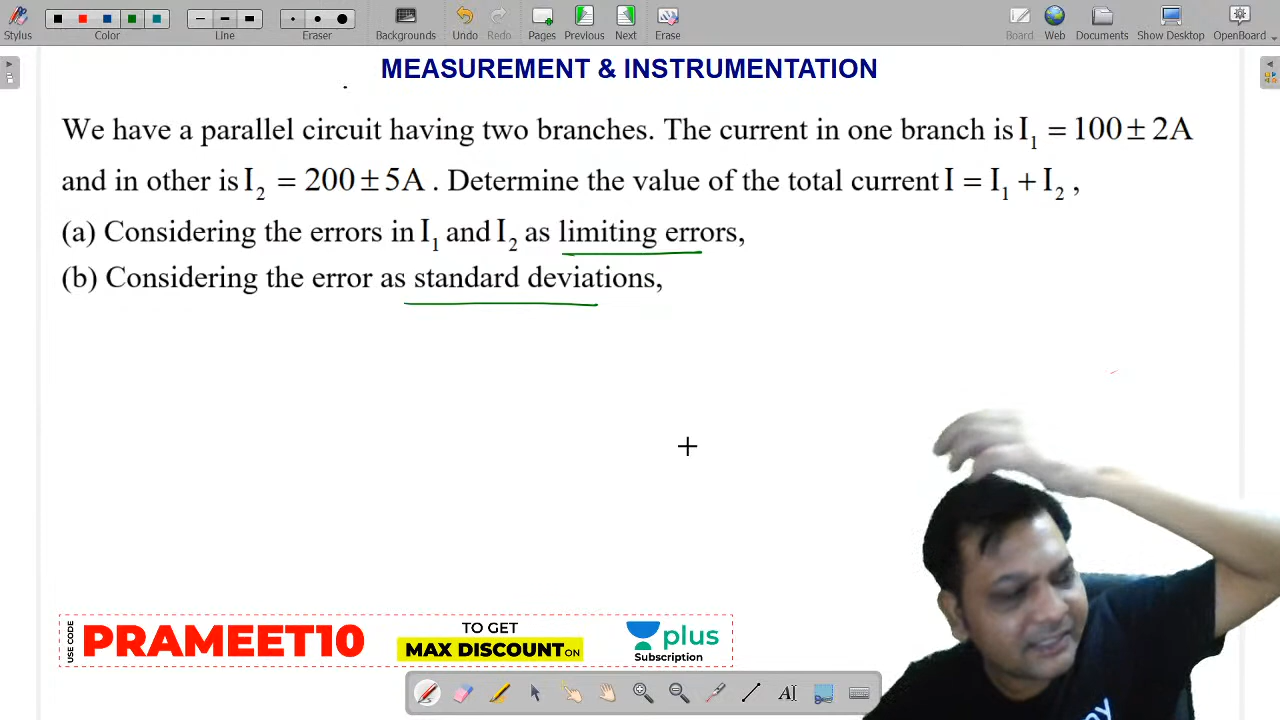 Stylus
Color
Line
Eraser
Backgrounds
Undo
Redo
Pages
Previous
Next
Erase
Board
Web
Documents
Show Desktop
OpenBoard
MEASUREMENT & INSTRUMENTATION
We have a parallel circuit having two branches. The current in one branch is I₁ = 100 ± 2A
and in other is I₂ = 200 ± 5A . Determine the value of the total current I = I₁ + I₂ ,
(a) Considering the errors in I₁ and I₂ as limiting errors,
(b) Considering the error as standard deviations,
USE CODE
PRAMEET10
TO GET
MAX DISCOUNT ON
plus
Subscription